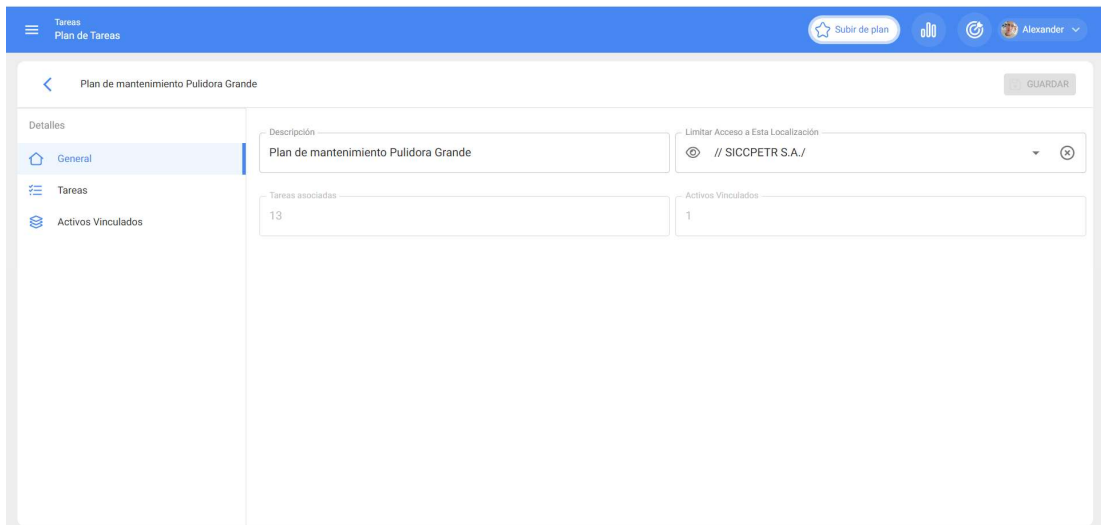 Tareas
Plan de Tareas
Subir de plan
Alexander
Plan de mantenimiento Pulidora Grande
GUARDAR
Detalles
General
Tareas
Activos Vinculados
Descripción
Plan de mantenimiento Pulidora Grande
Limitar Acceso a Esta Localización
// SICCPETR S.A./
Tareas asociadas
13
Activos Vinculados
1